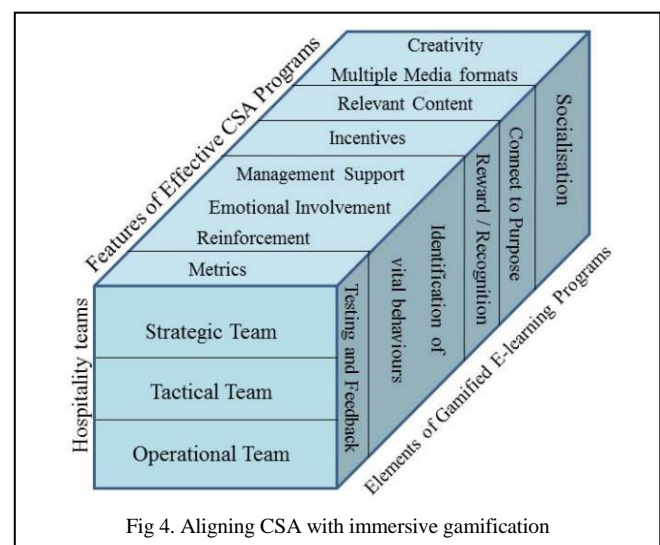 Features of Effective CSA Programs
Creativity
Multiple Media formats
Relevant Content
Incentives
Management Support
Emotional Involvement
Reinforcement
Metrics
Hospitality teams
Strategic Team
Tactical Team
Operational Team
Testing and Feedback
Identification of
vital behaviours
Reward / Recognition
Connect to Purpose
Socialisation
Elements of Gamified E-learning Programs
Fig 4. Aligning CSA with immersive gamification